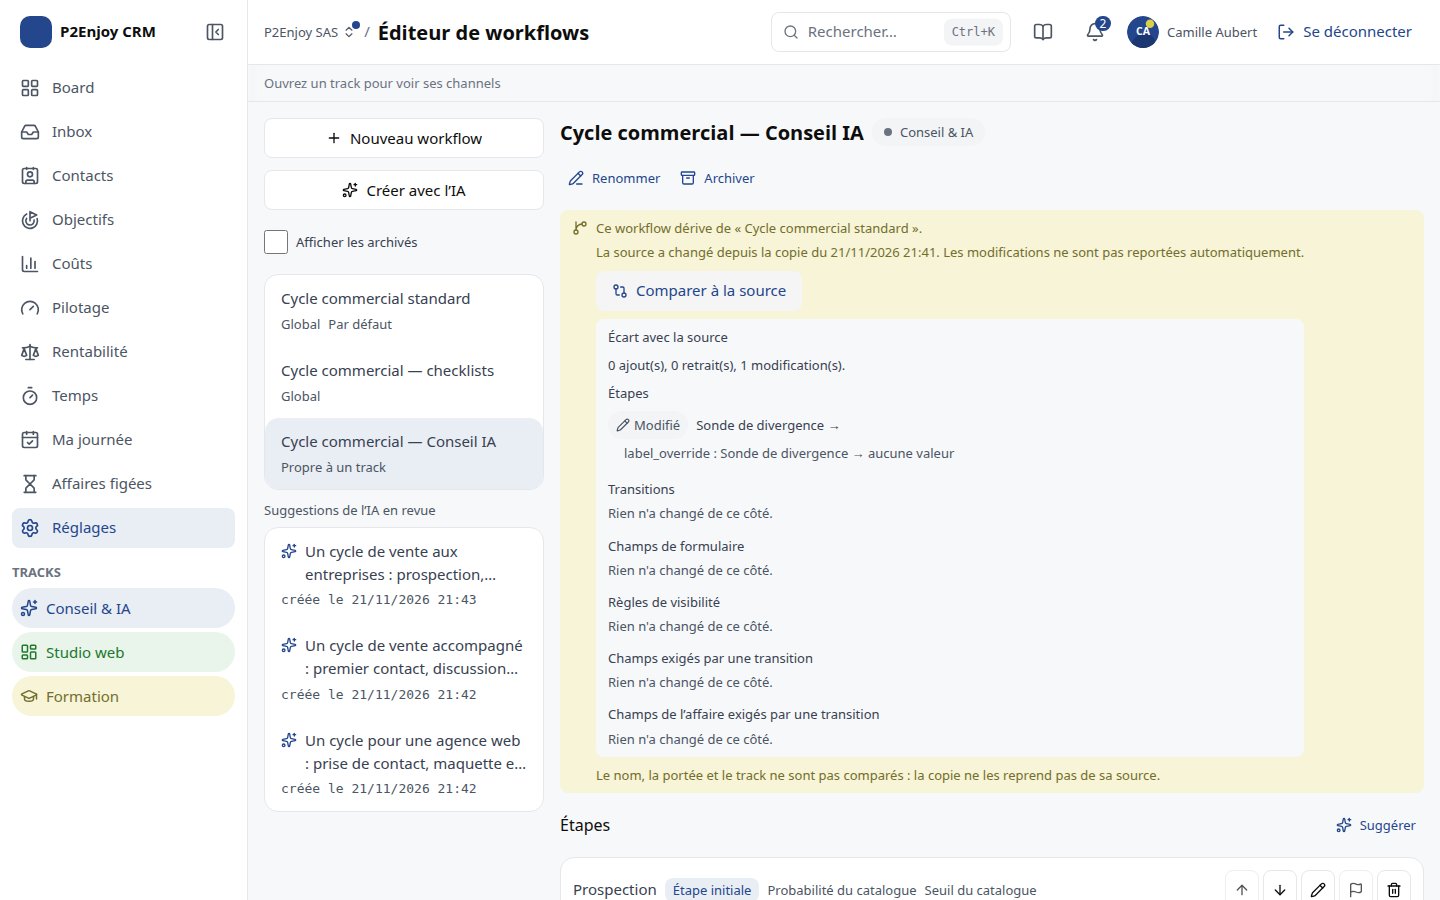 P2Enjoy CRM
Board
Inbox
Contacts
Objectifs
Coûts
Pilotage
Rentabilité
Temps
Ma journée
Affaires figées
Réglages
TRACKS
Conseil & IA
Studio web
Formation
P2Enjoy SAS / Éditeur de workflows
Rechercher... Ctrl+K
2
CA Camille Aubert
Se déconnecter
Ouvrez un track pour voir ses channels
Nouveau workflow
Créer avec l'IA
Afficher les archivés
Cycle commercial standard
Global Par défaut
Cycle commercial — checklists
Global
Cycle commercial — Conseil IA
Propre à un track
Suggestions de l'IA en revue
Un cycle de vente aux
entreprises : prospection,...
créée le 21/11/2026 21:43
Un cycle de vente accompagné
: premier contact, discussion...
créée le 21/11/2026 21:42
Un cycle pour une agence web
: prise de contact, maquette e...
créée le 21/11/2026 21:42
Cycle commercial — Conseil IA Conseil & IA
Renommer Archiver
Ce workflow dérive de « Cycle commercial standard ».
La source a changé depuis la copie du 21/11/2026 21:41. Les modifications ne sont pas reportées automatiquement.
Comparer à la source
Écart avec la source
0 ajout(s), 0 retrait(s), 1 modification(s).
Étapes
Modifié Sonde de divergence →
label_override : Sonde de divergence → aucune valeur
Transitions
Rien n'a changé de ce côté.
Champs de formulaire
Rien n'a changé de ce côté.
Règles de visibilité
Rien n'a changé de ce côté.
Champs exigés par une transition
Rien n'a changé de ce côté.
Champs de l'affaire exigés par une transition
Rien n'a changé de ce côté.
Le nom, la portée et le track ne sont pas comparés : la copie ne les reprend pas de sa source.
Étapes Suggérer
Prospection Étape initiale Probabilité du catalogue Seuil du catalogue